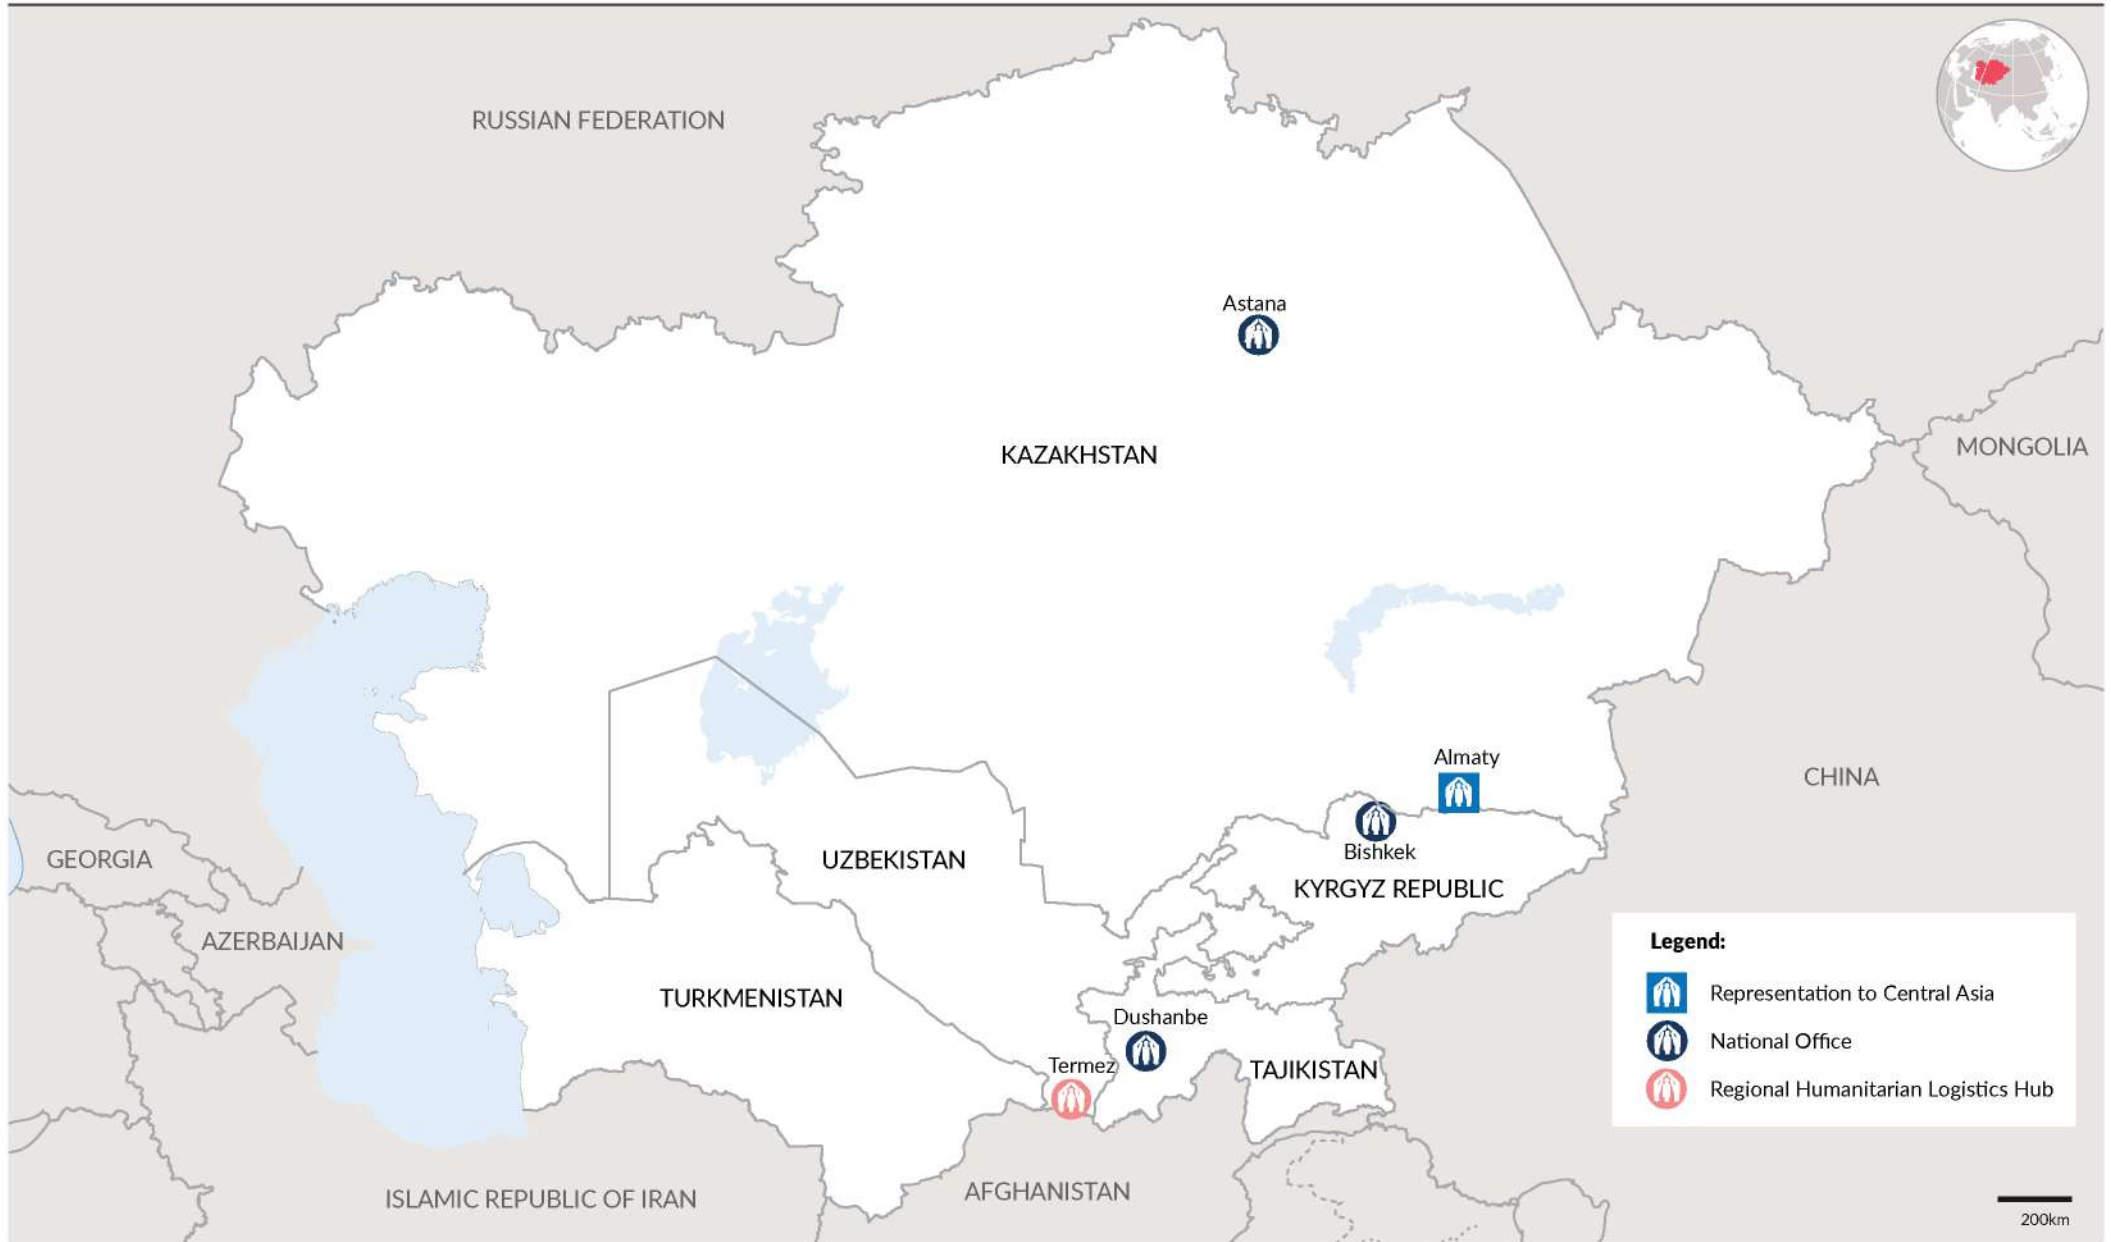 RUSSIAN FEDERATION
Astana
KAZAKHSTAN
MONGOLIA
Almaty
CHINA
Bishkek
GEORGIA
UZBEKISTAN
KYRGYZ REPUBLIC
AZERBAIJAN
TURKMENISTAN
Dushanbe
Termez
TAJIKISTAN
ISLAMIC REPUBLIC OF IRAN
AFGHANISTAN
Legend:
Representation to Central Asia
National Office
Regional Humanitarian Logistics Hub
200km